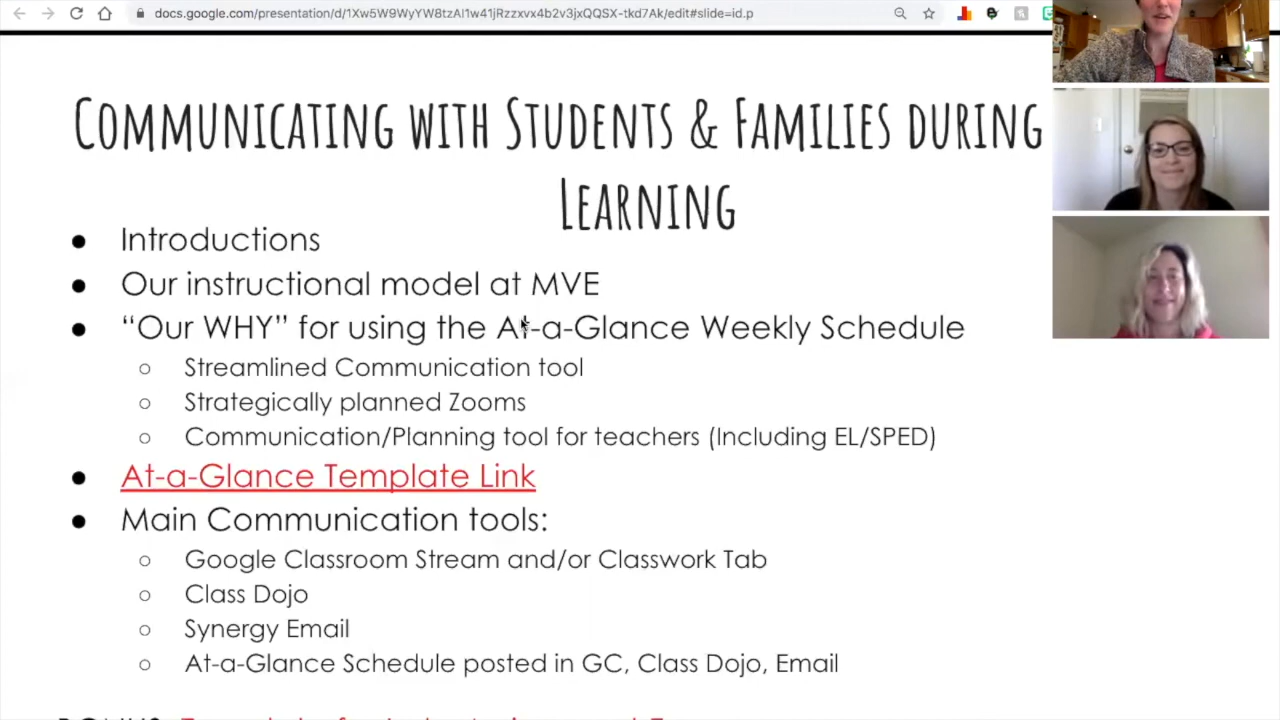 docs.google.com/presentation/d/1Xw5W9WyYW8tzAl1w41jRzzxvx4b2v3jxQQSX-tkd7Ak/edit#slide=id.p
Communicating with Students & Families during
Learning
● Introductions
● Our instructional model at MVE
● “Our WHY” for using the At-a-Glance Weekly Schedule
○ Streamlined Communication tool
○ Strategically planned Zooms
○ Communication/Planning tool for teachers (Including EL/SPED)
● At-a-Glance Template Link
● Main Communication tools:
○ Google Classroom Stream and/or Classwork Tab
○ Class Dojo
○ Synergy Email
○ At-a-Glance Schedule posted in GC, Class Dojo, Email